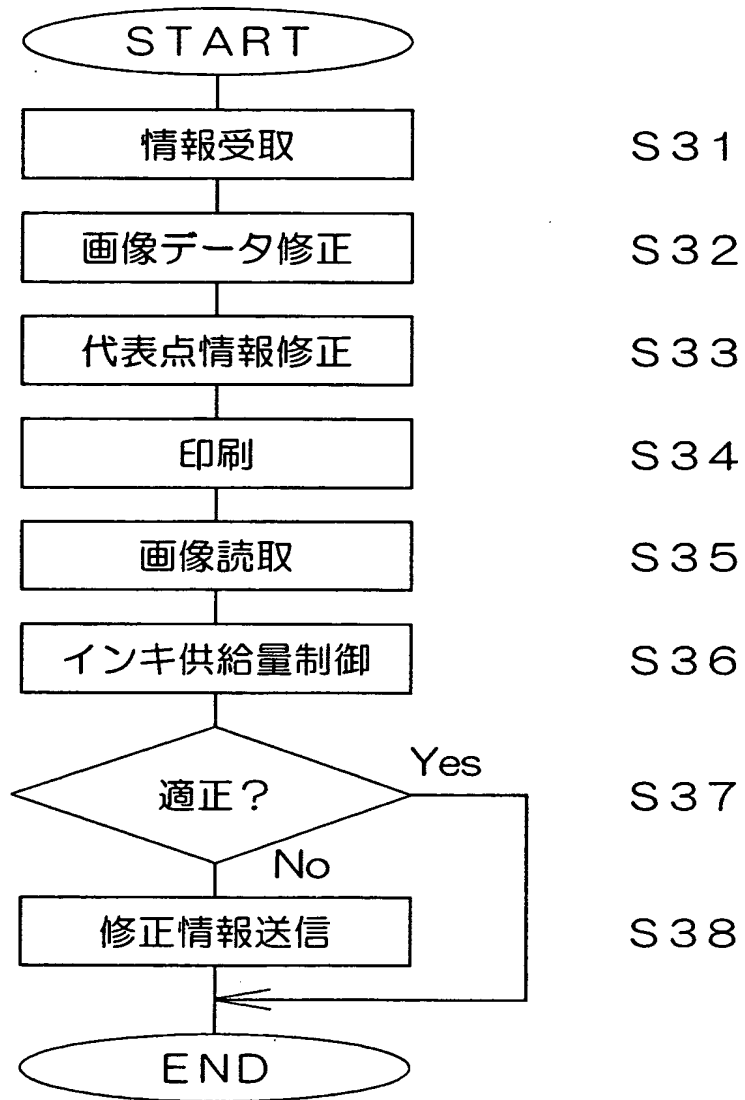 START
情報受取 S31
画像データ修正 S32
代表点情報修正 S33
印刷 S34
画像読取 S35
インキ供給量制御 S36
Yes
適正? S37
No
修正情報送信 S38
END